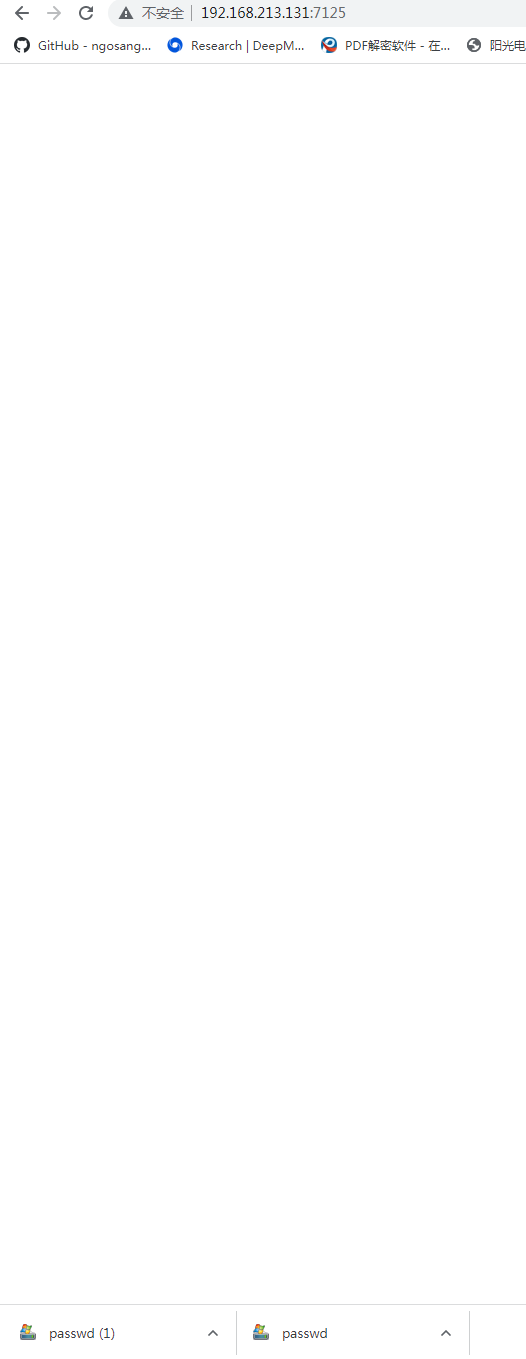 不安全 192.168.213.131:7125
GitHub - ngosang... Research | DeepM... PDF解密软件 - 在... 阳光电
passwd (1) passwd